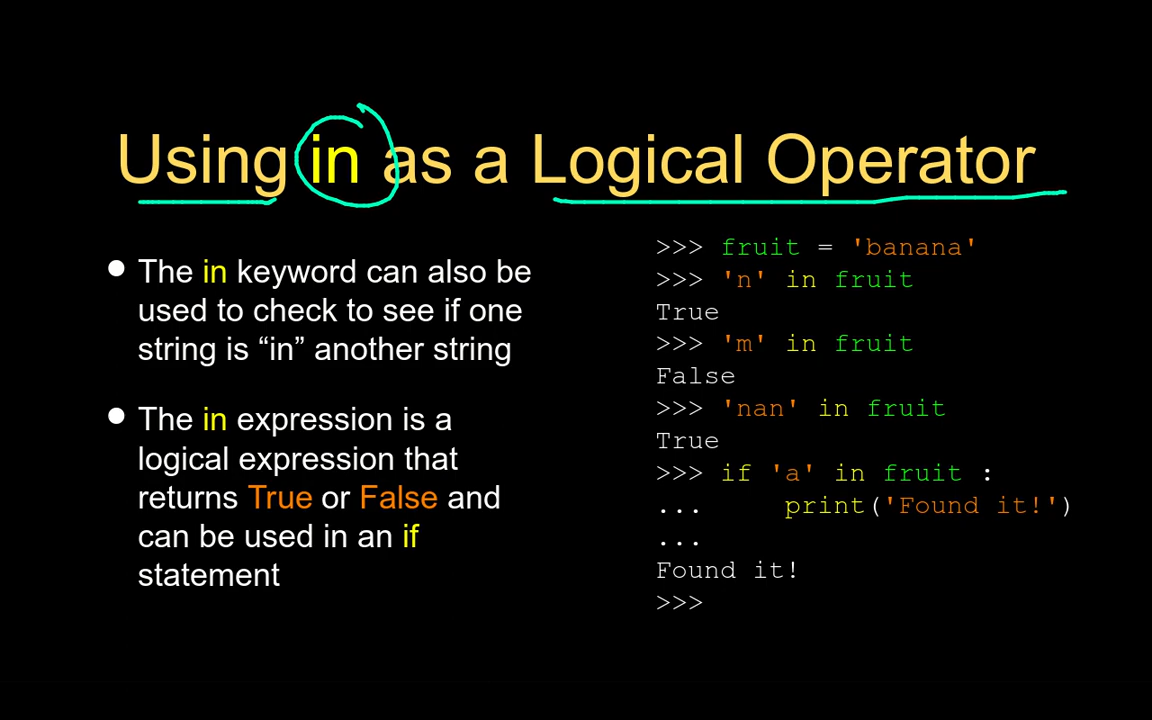 Using in as a Logical Operator
• The in keyword can also be
used to check to see if one
string is “in” another string
• The in expression is a
logical expression that
returns True or False and
can be used in an if
statement
>>> fruit = 'banana'
>>> 'n' in fruit
True
>>> 'm' in fruit
False
>>> 'nan' in fruit
True
>>> if 'a' in fruit :
...     print('Found it!')
...
Found it!
>>>